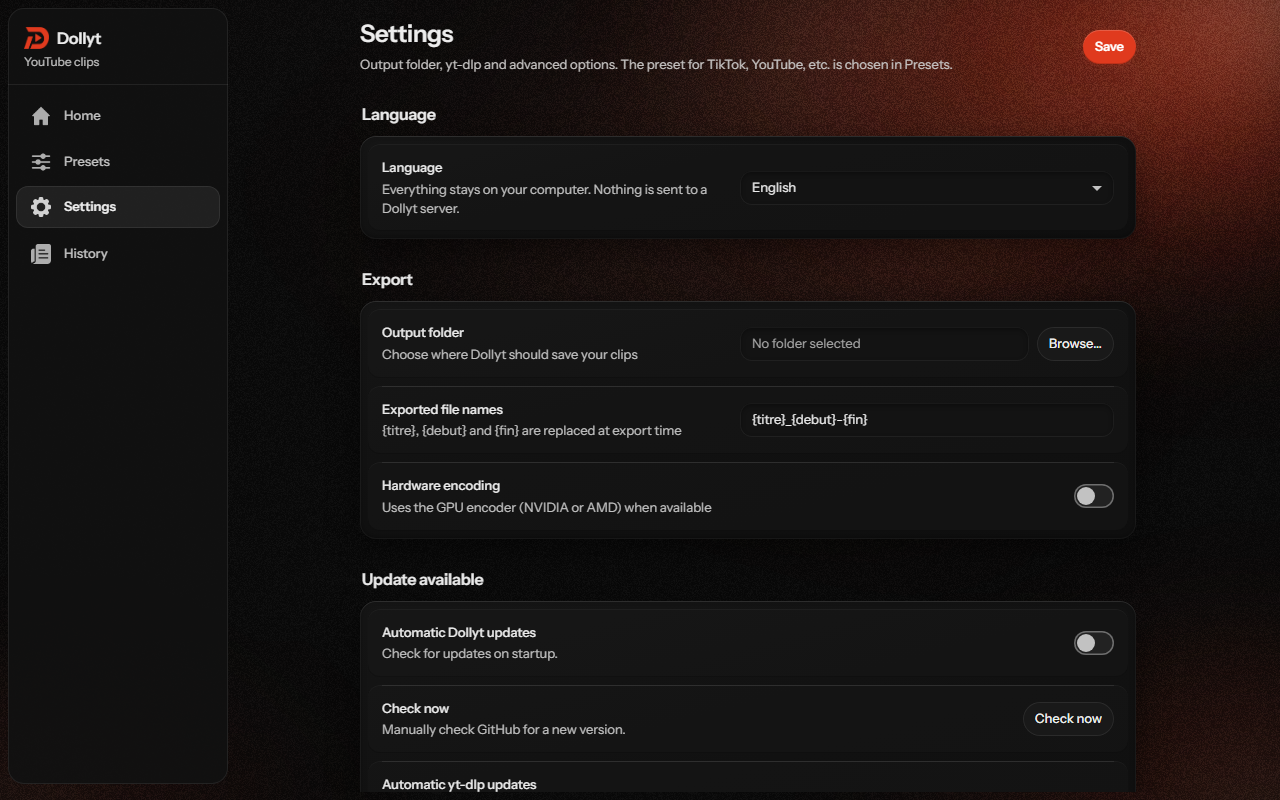 Dollyt
YouTube clips
Home
Presets
Settings
History
Settings
Output folder, yt-dlp and advanced options. The preset for TikTok, YouTube, etc. is chosen in Presets.
Save
Language
Language
Everything stays on your computer. Nothing is sent to a
Dollyt server.
English
Export
Output folder
Choose where Dollyt should save your clips
No folder selected
Browse...
Exported file names
{titre}, {debut} and {fin} are replaced at export time
{titre}_{debut}-{fin}
Hardware encoding
Uses the GPU encoder (NVIDIA or AMD) when available
Update available
Automatic Dollyt updates
Check for updates on startup.
Check now
Manually check GitHub for a new version.
Check now
Automatic yt-dlp updates